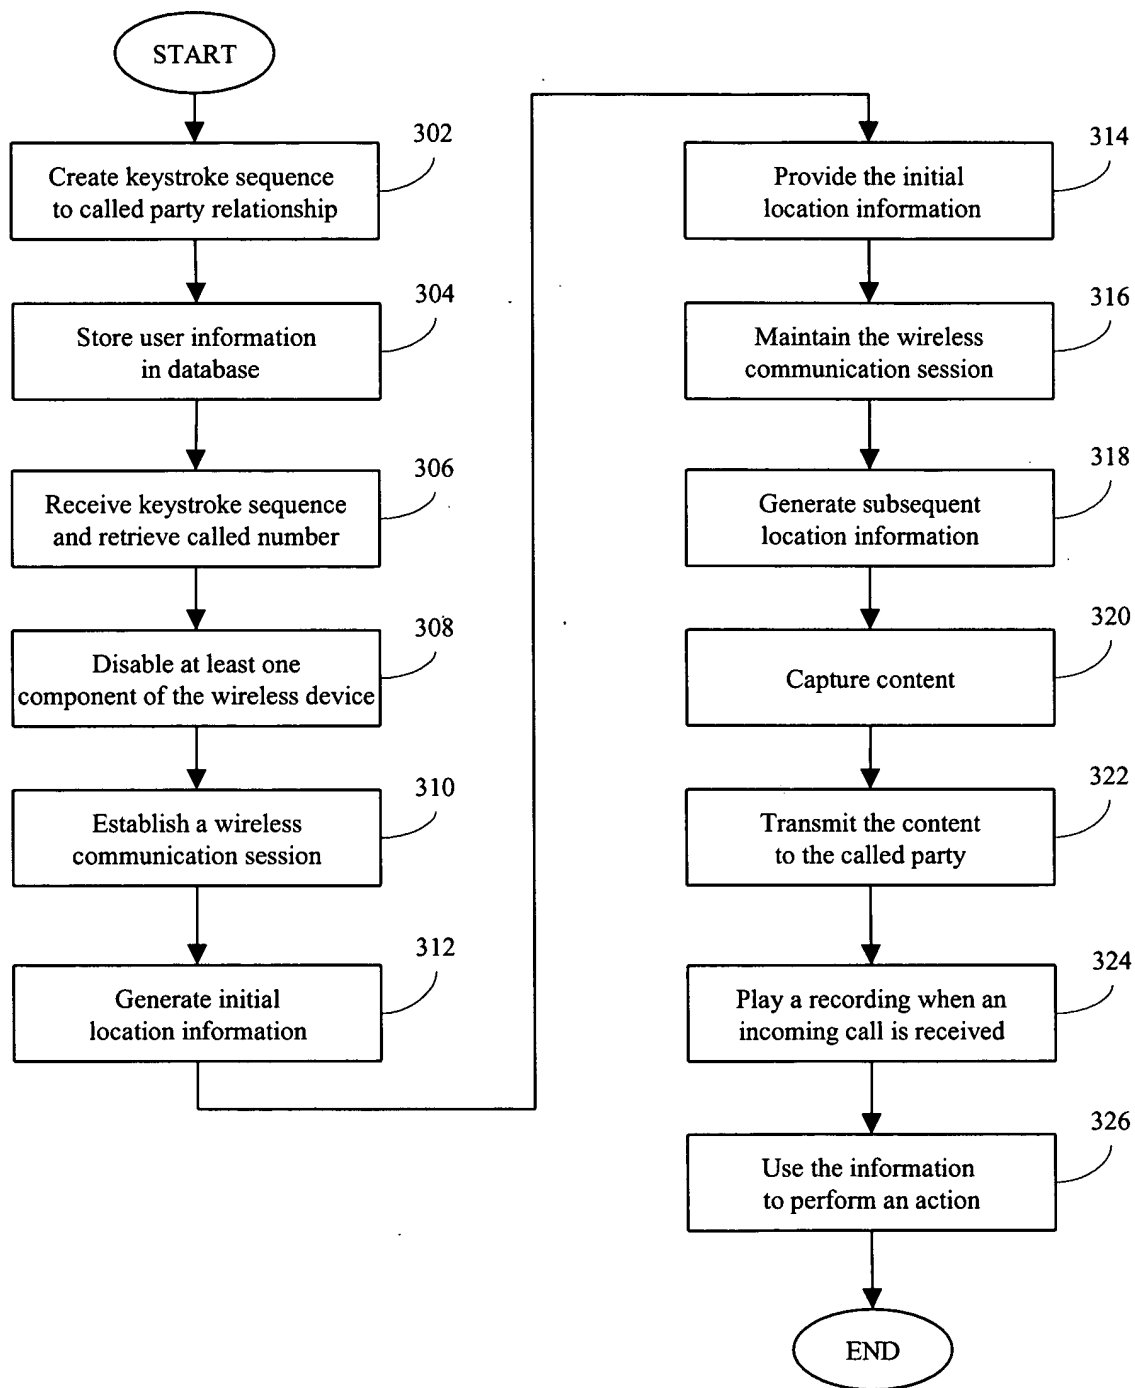 START
302
Create keystroke sequence
to called party relationship
304
Store user information
in database
306
Receive keystroke sequence
and retrieve called number
308
Disable at least one
component of the wireless device
310
Establish a wireless
communication session
312
Generate initial
location information
314
Provide the initial
location information
316
Maintain the wireless
communication session
318
Generate subsequent
location information
320
Capture content
322
Transmit the content
to the called party
324
Play a recording when an
incoming call is received
326
Use the information
to perform an action
END